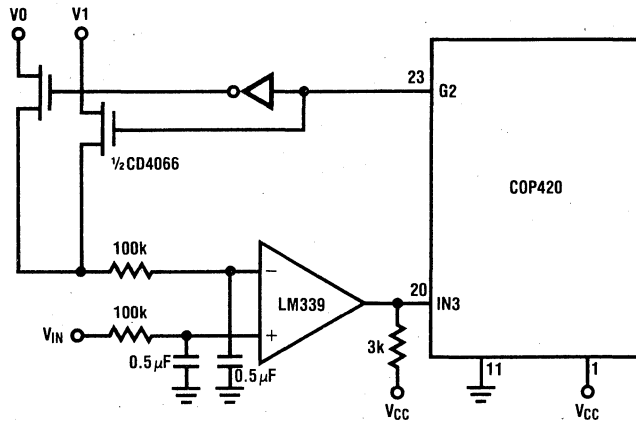 V0
V1
23
G2
½CD4066
COP420
100k
−
LM339
20
IN3
100k
VIN
+
3k
0.5μF
0.5μF
11
1
VCC
VCC